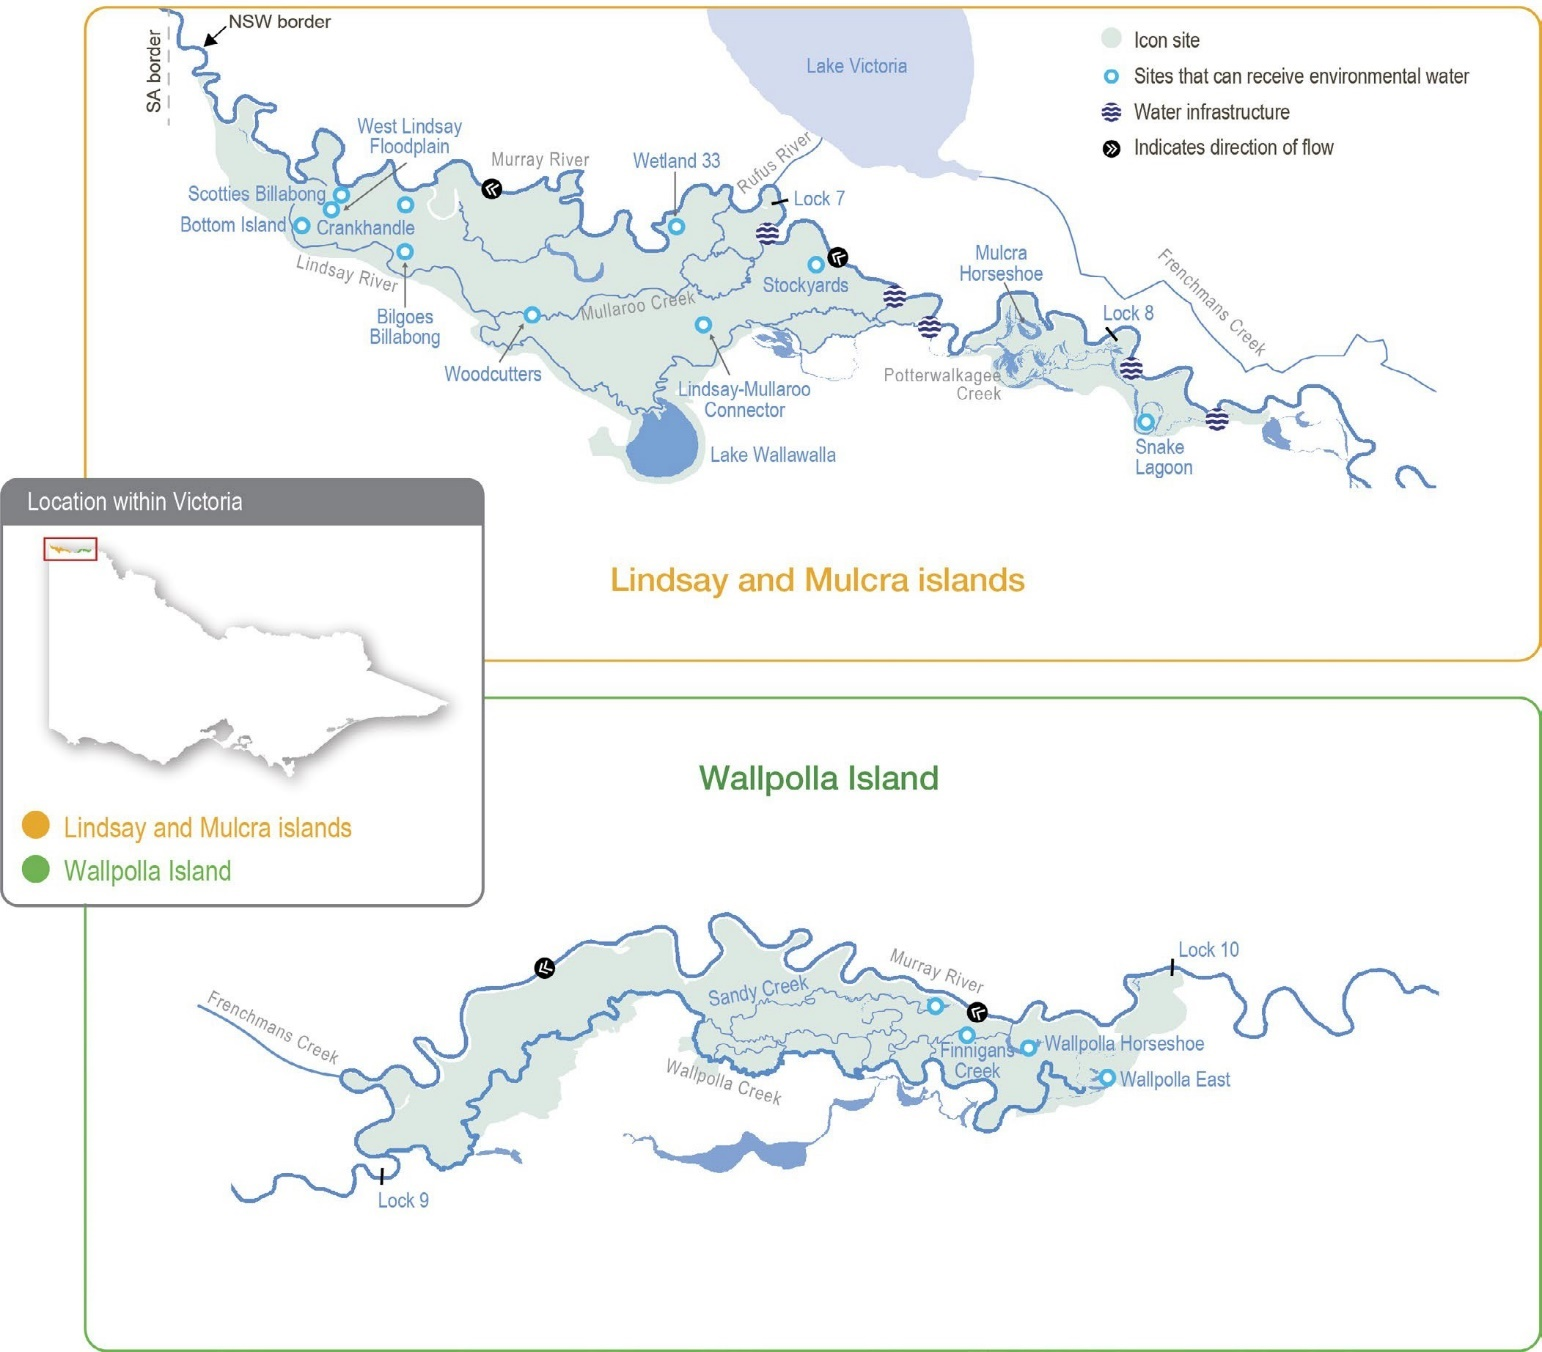 NSW border
SA border
Lake Victoria
Icon site
Sites that can receive environmental water
Water infrastructure
Indicates direction of flow
West Lindsay
Floodplain
Murray River
Wetland 33
Rufus River
Lock 7
Scotties Billabong
Bottom Island
Crankhandle
Lindsay River
Bilgoes
Billabong
Mullaroo Creek
Stockyards
Mulcra
Horseshoe
Frenchmans Creek
Lock 8
Woodcutters
Lindsay-Mullaroo
Connector
Potterwalkagee
Creek
Lake Wallawalla
Snake
Lagoon
Lindsay and Mulcra islands
Location within Victoria
Lindsay and Mulcra islands
Wallpolla Island
Wallpolla Island
Frenchmans Creek
Sandy Creek
Murray River
Lock 10
Finnigans
Creek
Wallpolla Horseshoe
Wallpolla East
Wallpolla Creek
Lock 9